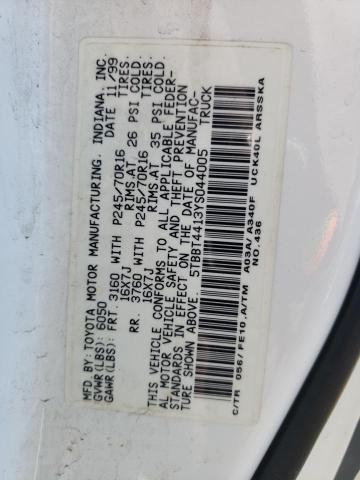 MFD BY: TOYOTA MOTOR MANUFACTURING, INDIANA, INC.
GVWR(LBS): 6050 DATE 11/99
GAWR(LBS): FRT. 3160 WITH P245/70R16 TIRES.
16X7J RIMS.AT 26 PSI COLD.
RR. 3760 WITH P245/70R16 TIRES.
16X7J RIMS.AT 35 PSI COLD.
THIS VEHICLE CONFORMS TO ALL APPLICABLE FEDER-
AL MOTOR VEHICLE SAFETY AND THEFT PREVENTION
STANDARDS IN EFFECT ON THE DATE OF MANUFAC-
TURE SHOWN ABOVE. 5TBBT4413YS044005 TRUCK
C/TR 056/FE10.A/TM A03A/A340F UCK40L ARSSKA
NO.436